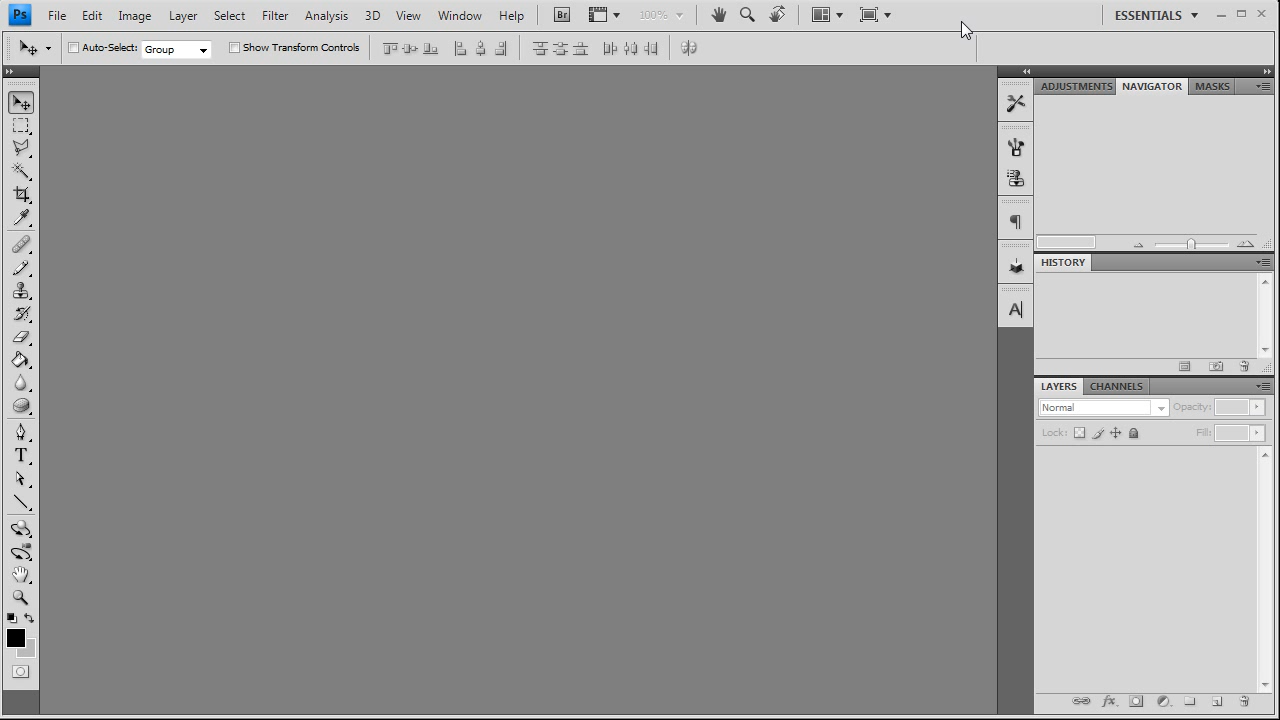 Ps File Edit Image Layer Select Filter Analysis 3D View Window Help Br 100% ESSENTIALS
Auto-Select: Group Show Transform Controls
ADJUSTMENTS NAVIGATOR MASKS
HISTORY
A
LAYERS CHANNELS
Normal Opacity:
Lock: Fill:
T
fx